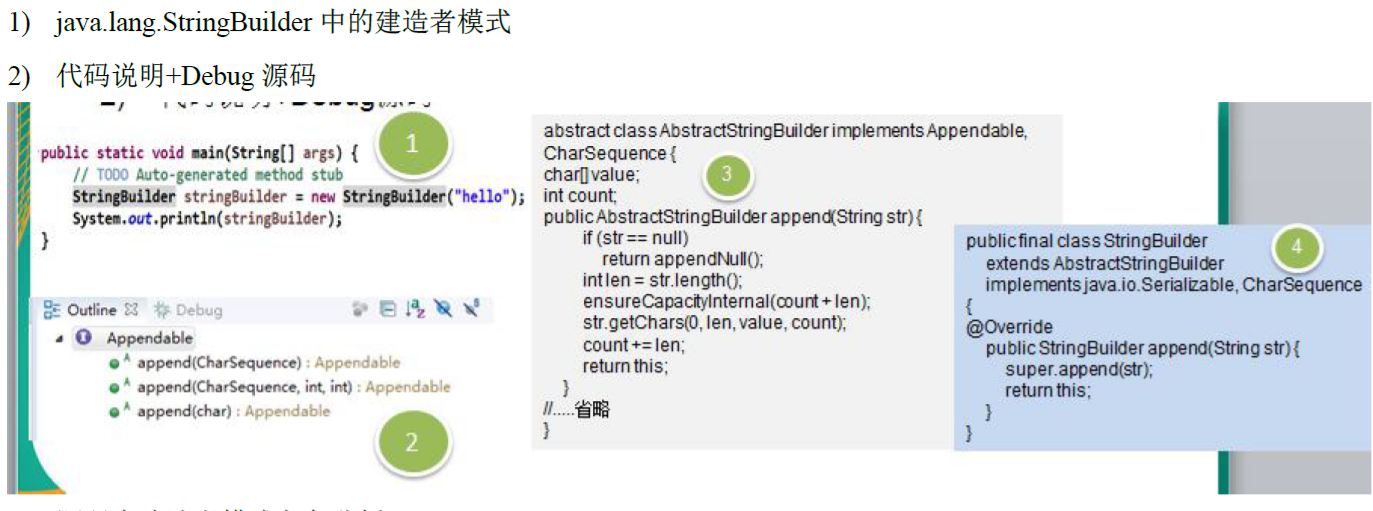 1) java.lang.StringBuilder 中的建造者模式
2) 代码说明+Debug 源码
1
public static void main(String[] args) {
// TODO Auto-generated method stub
StringBuilder stringBuilder = new StringBuilder("hello");
System.out.println(stringBuilder);
}
Outline Debug
Appendable
append(CharSequence) : Appendable
append(CharSequence, int, int) : Appendable
append(char) : Appendable
2
abstract class AbstractStringBuilder implements Appendable,
CharSequence {
char[] value;
3
int count;
public AbstractStringBuilder append(String str) {
if (str == null)
return appendNull();
int len = str.length();
ensureCapacityInternal(count + len);
str.getChars(0, len, value, count);
count += len;
return this;
}
//.....省略
}
public final class StringBuilder
4
extends AbstractStringBuilder
implements java.io.Serializable, CharSequence
{
@Override
public StringBuilder append(String str) {
super.append(str);
return this;
}
}